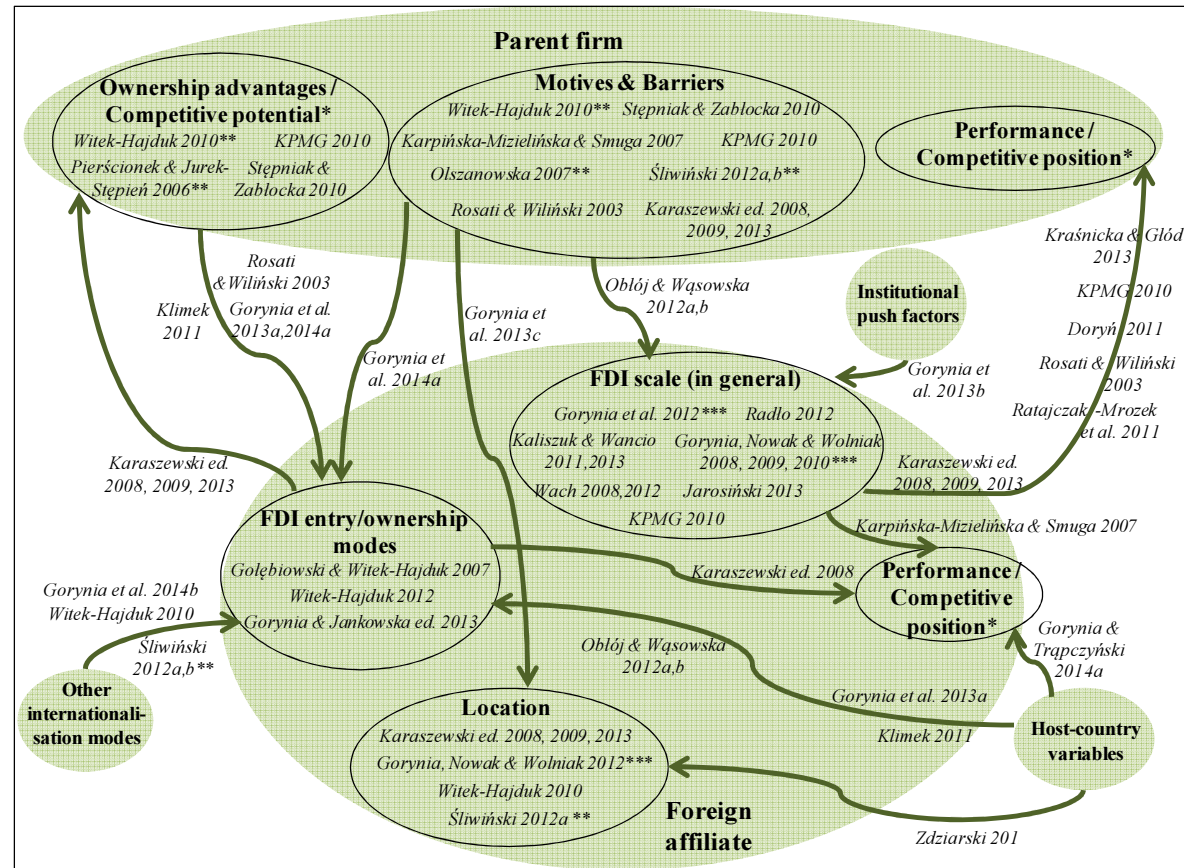 Parent firm
Ownership advantages /
Competitive potential*
Witek-Hajduk 2010** KPMG 2010
Pierścionek & Jurek-
Stępień 2006**
Stępniak &
Zabłocka 2010
Motives & Barriers
Witek-Hajduk 2010** Stępniak & Zabłocka 2010
Karpińska-Mizielińska & Smuga 2007 KPMG 2010
Olszanowska 2007** Śliwiński 2012a,b**
Rosati & Wiliński 2003
Karaszewski ed. 2008,
2009, 2013
Performance /
Competitive position*
Rosati
& Wiliński 2003
Klimek
2011
Gorynia et al.
2013a,2014a
Gorynia
et al. 2014a
Gorynia et
al. 2013c
Obłój & Wąsowska
2012a,b
Institutional
push factors
Gorynia et
al. 2013b
Kraśnicka & Głód
2013
KPMG 2010
Doryń 2011
Rosati & Wiliński
2003
Ratajczak -Mrozek
et al. 2011
FDI scale (in general)
Gorynia et al. 2012*** Radło 2012
Kaliszuk & Wancio
2011,2013
Gorynia, Nowak & Wolniak
2008, 2009, 2010***
Wach 2008,2012 Jarosiński 2013
KPMG 2010
Karaszewski ed.
2008, 2009, 2013
Karaszewski ed.
2008, 2009, 2013
Karpińska-Mizielińska & Smuga 2007
FDI entry/ownership
modes
Gołębiowski & Witek-Hajduk 2007
Witek-Hajduk 2012
Gorynia & Jankowska ed. 2013
Karaszewski ed. 2008
Performance /
Competitive
position*
Gorynia et al. 2014b
Witek-Hajduk 2010
Śliwiński
2012a,b**
Obłój & Wąsowska
2012a,b
Gorynia &
Trąpczyński
2014a
Other
internationali-
sation modes
Gorynia et al. 2013a
Klimek 2011
Host-country
variables
Location
Karaszewski ed. 2008, 2009, 2013
Gorynia, Nowak & Wolniak 2012***
Witek-Hajduk 2010
Śliwiński 2012a **
Foreign
affiliate
Zdziarski 201